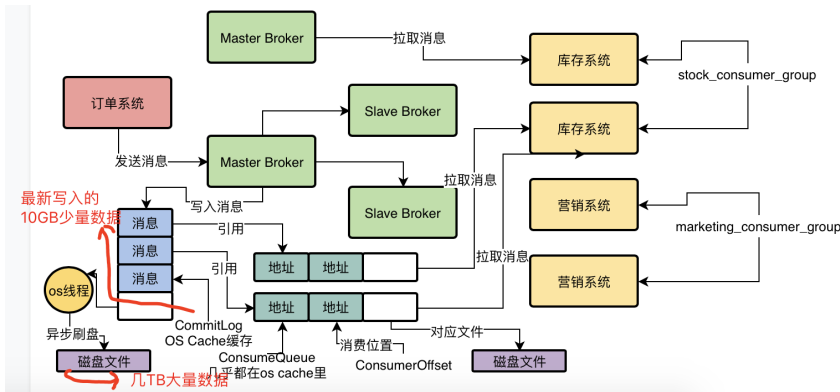 Master Broker
拉取消息
库存系统
stock_consumer_group
订单系统
Slave Broker
库存系统
发送消息
Master Broker
拉取消息
最新写入的
10GB少量数据
写入消息
Slave Broker
营销系统
marketing_consumer_group
消息
引用
消息
引用
地址
地址
拉取消息
营销系统
消息
os线程
地址
地址
CommitLog
OS Cache缓存
异步刷盘
ConsumeQueue
几乎都在os cache里
消费位置
ConsumerOffset
对应文件
磁盘文件
几TB大量数据
磁盘文件